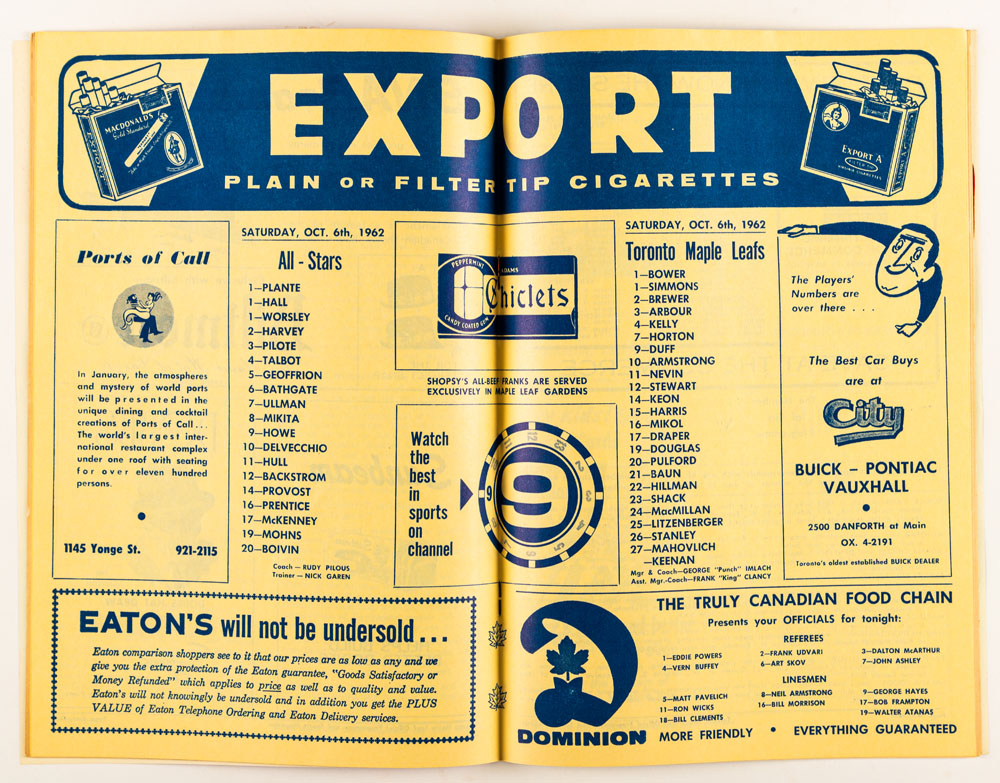 EXPORT
PLAIN OR FILTER TIP CIGARETTES
MACDONALD'S
Gold Standard
EXPORT
EXPORT A
FILTER
VIRGINIA CIGARETTES
Ports of Call
In January, the atmospheres
and mystery of world ports
will be presented in the
unique dining and cocktail
creations of Ports of Call...
The world's largest inter-
national restaurant complex
under one roof with seating
for over eleven hundred
persons.
1145 Yonge St. 921-2115
SATURDAY, OCT. 6th, 1962
All - Stars
1—PLANTE
1—HALL
1—WORSLEY
2—HARVEY
3—PILOTE
4—TALBOT
5—GEOFFRION
6—BATHGATE
7—ULLMAN
8—MIKITA
9—HOWE
10—DELVECCHIO
11—HULL
12—BACKSTROM
14—PROVOST
16—PRENTICE
17—McKENNEY
19—MOHNS
20—BOIVIN
Coach — RUDY PILOUS
Trainer — NICK GAREN
PEPPERMINT
CANDY COATED GUM
ADAMS
Chiclets
SHOPSY'S ALL-BEEF FRANKS ARE SERVED
EXCLUSIVELY IN MAPLE LEAF GARDENS
Watch
the
best
in
sports
on
channel
9
SATURDAY, OCT. 6th, 1962
Toronto Maple Leafs
1—BOWER
1—SIMMONS
2—BREWER
3—ARBOUR
4—KELLY
7—HORTON
9—DUFF
10—ARMSTRONG
11—NEVIN
12—STEWART
14—KEON
15—HARRIS
16—MIKOL
17—DRAPER
19—DOUGLAS
20—PULFORD
21—BAUN
22—HILLMAN
23—SHACK
24—MacMILLAN
25—LITZENBERGER
26—STANLEY
27—MAHOVLICH
—KEENAN
Mgr & Coach—GEORGE "Punch" IMLACH
Asst. Mgr.-Coach—FRANK "King" CLANCY
The Players'
Numbers are
over there . . .
The Best Car Buys
are at
City
BUICK – PONTIAC
VAUXHALL
2500 DANFORTH at Main
OX. 4-2191
Toronto's oldest established BUICK DEALER
EATON'S will not be undersold...
Eaton comparison shoppers see to it that our prices are as low as any and we
give you the extra protection of the Eaton guarantee, "Goods Satisfactory or
Money Refunded" which applies to price as well as to quality and value.
Eaton's will not knowingly be undersold and in addition you get the PLUS
VALUE of Eaton Telephone Ordering and Eaton Delivery services.
THE TRULY CANADIAN FOOD CHAIN
Presents your OFFICIALS for tonight:
REFEREES
1—EDDIE POWERS 2—FRANK UDVARI 3—DALTON McARTHUR
4—VERN BUFFEY 6—ART SKOV 7—JOHN ASHLEY
LINESMEN
5—MATT PAVELICH 8—NEIL ARMSTRONG 9—GEORGE HAYES
11—RON WICKS 16—BILL MORRISON 17—BOB FRAMPTON
18—BILL CLEMENTS 19—WALTER ATANAS
DOMINION MORE FRIENDLY • EVERYTHING GUARANTEED